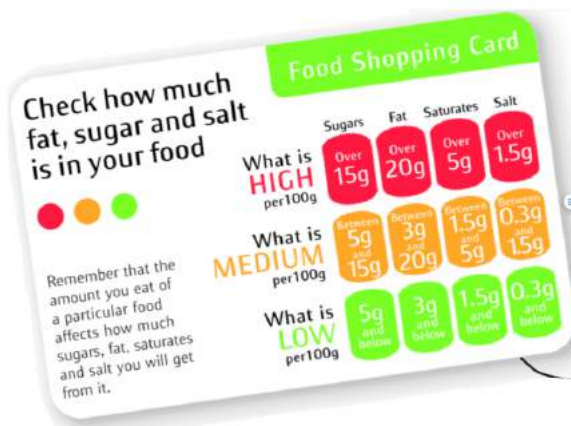 Food Shopping Card
Check how much
fat, sugar and salt
is in your food
Remember that the
amount you eat of
a particular food
affects how much
sugars, fat, saturates
and salt you will get
from it.
Sugars Fat Saturates Salt
What is
HIGH
per100g
Over
15g
Over
20g
Over
5g
Over
1.5g
What is
MEDIUM
per100g
Between
5g
and
15g
Between
3g
and
20g
Between
1.5g
and
5g
Between
0.3g
and
1.5g
What is
LOW
per100g
5g
and
below
3g
and
below
1.5g
and
below
0.3g
and
below